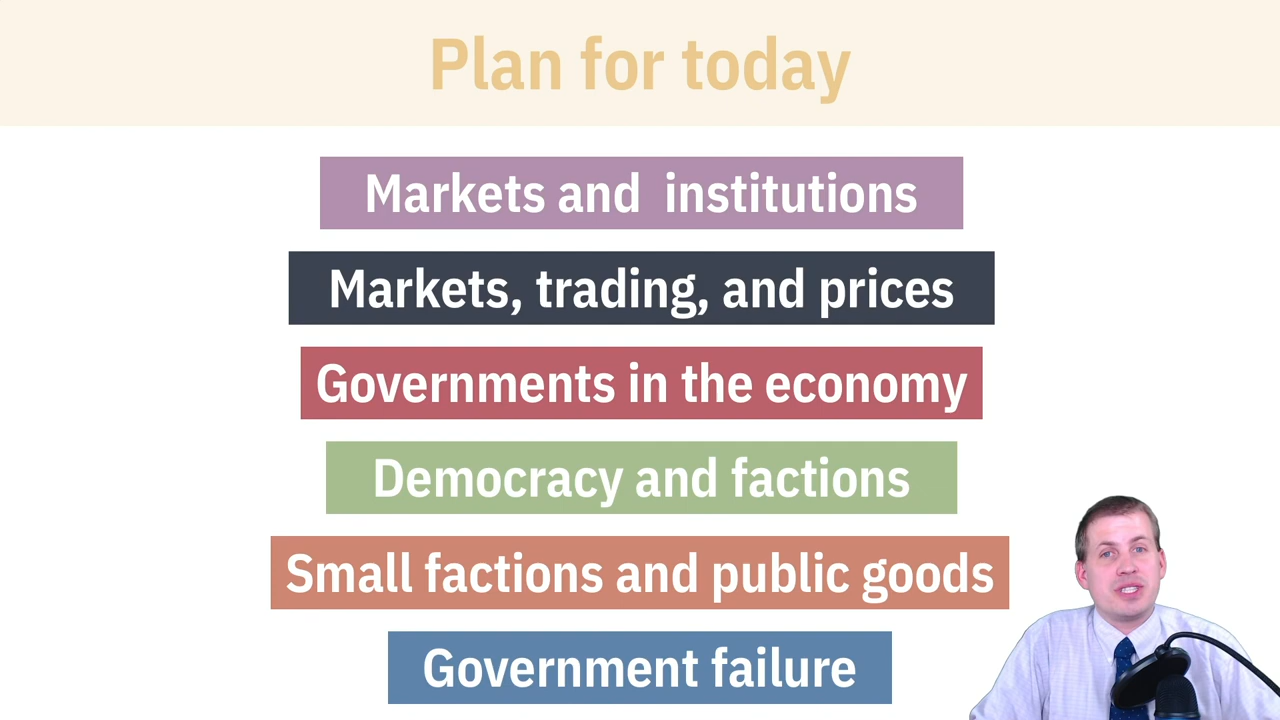 Plan for today
Markets and  institutions
Markets, trading, and prices
Governments in the economy
Democracy and factions
Small factions and public goods
Government failure